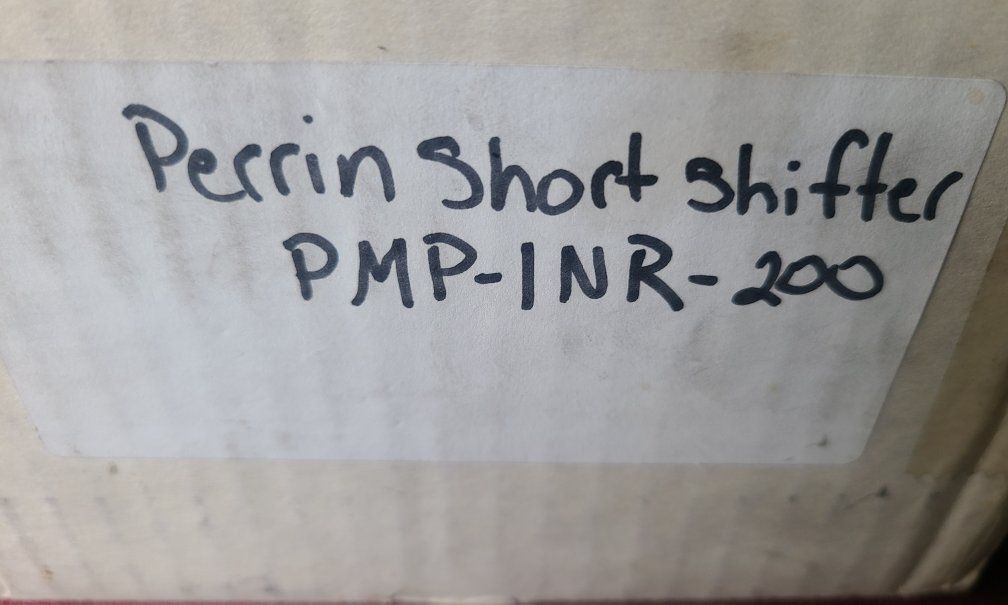 Perrin Short Shifter
PMP-INR-200